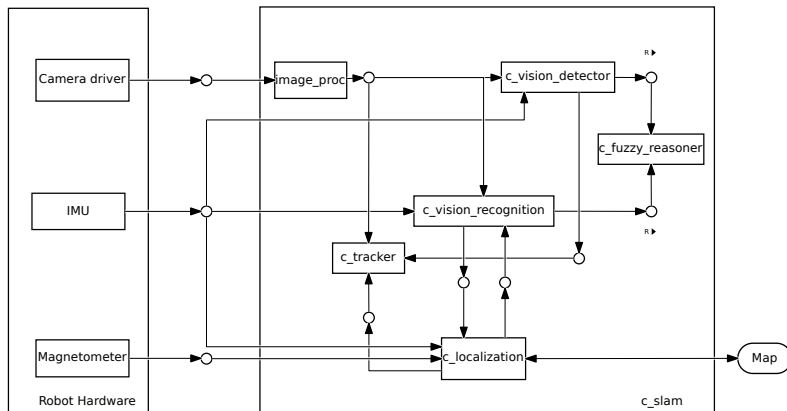 R
Camera driver
image_proc
c_vision_detector
c_fuzzy_reasoner
IMU
c_vision_recognition
R
c_tracker
Magnetometer
c_localization
Map
Robot Hardware
c_slam